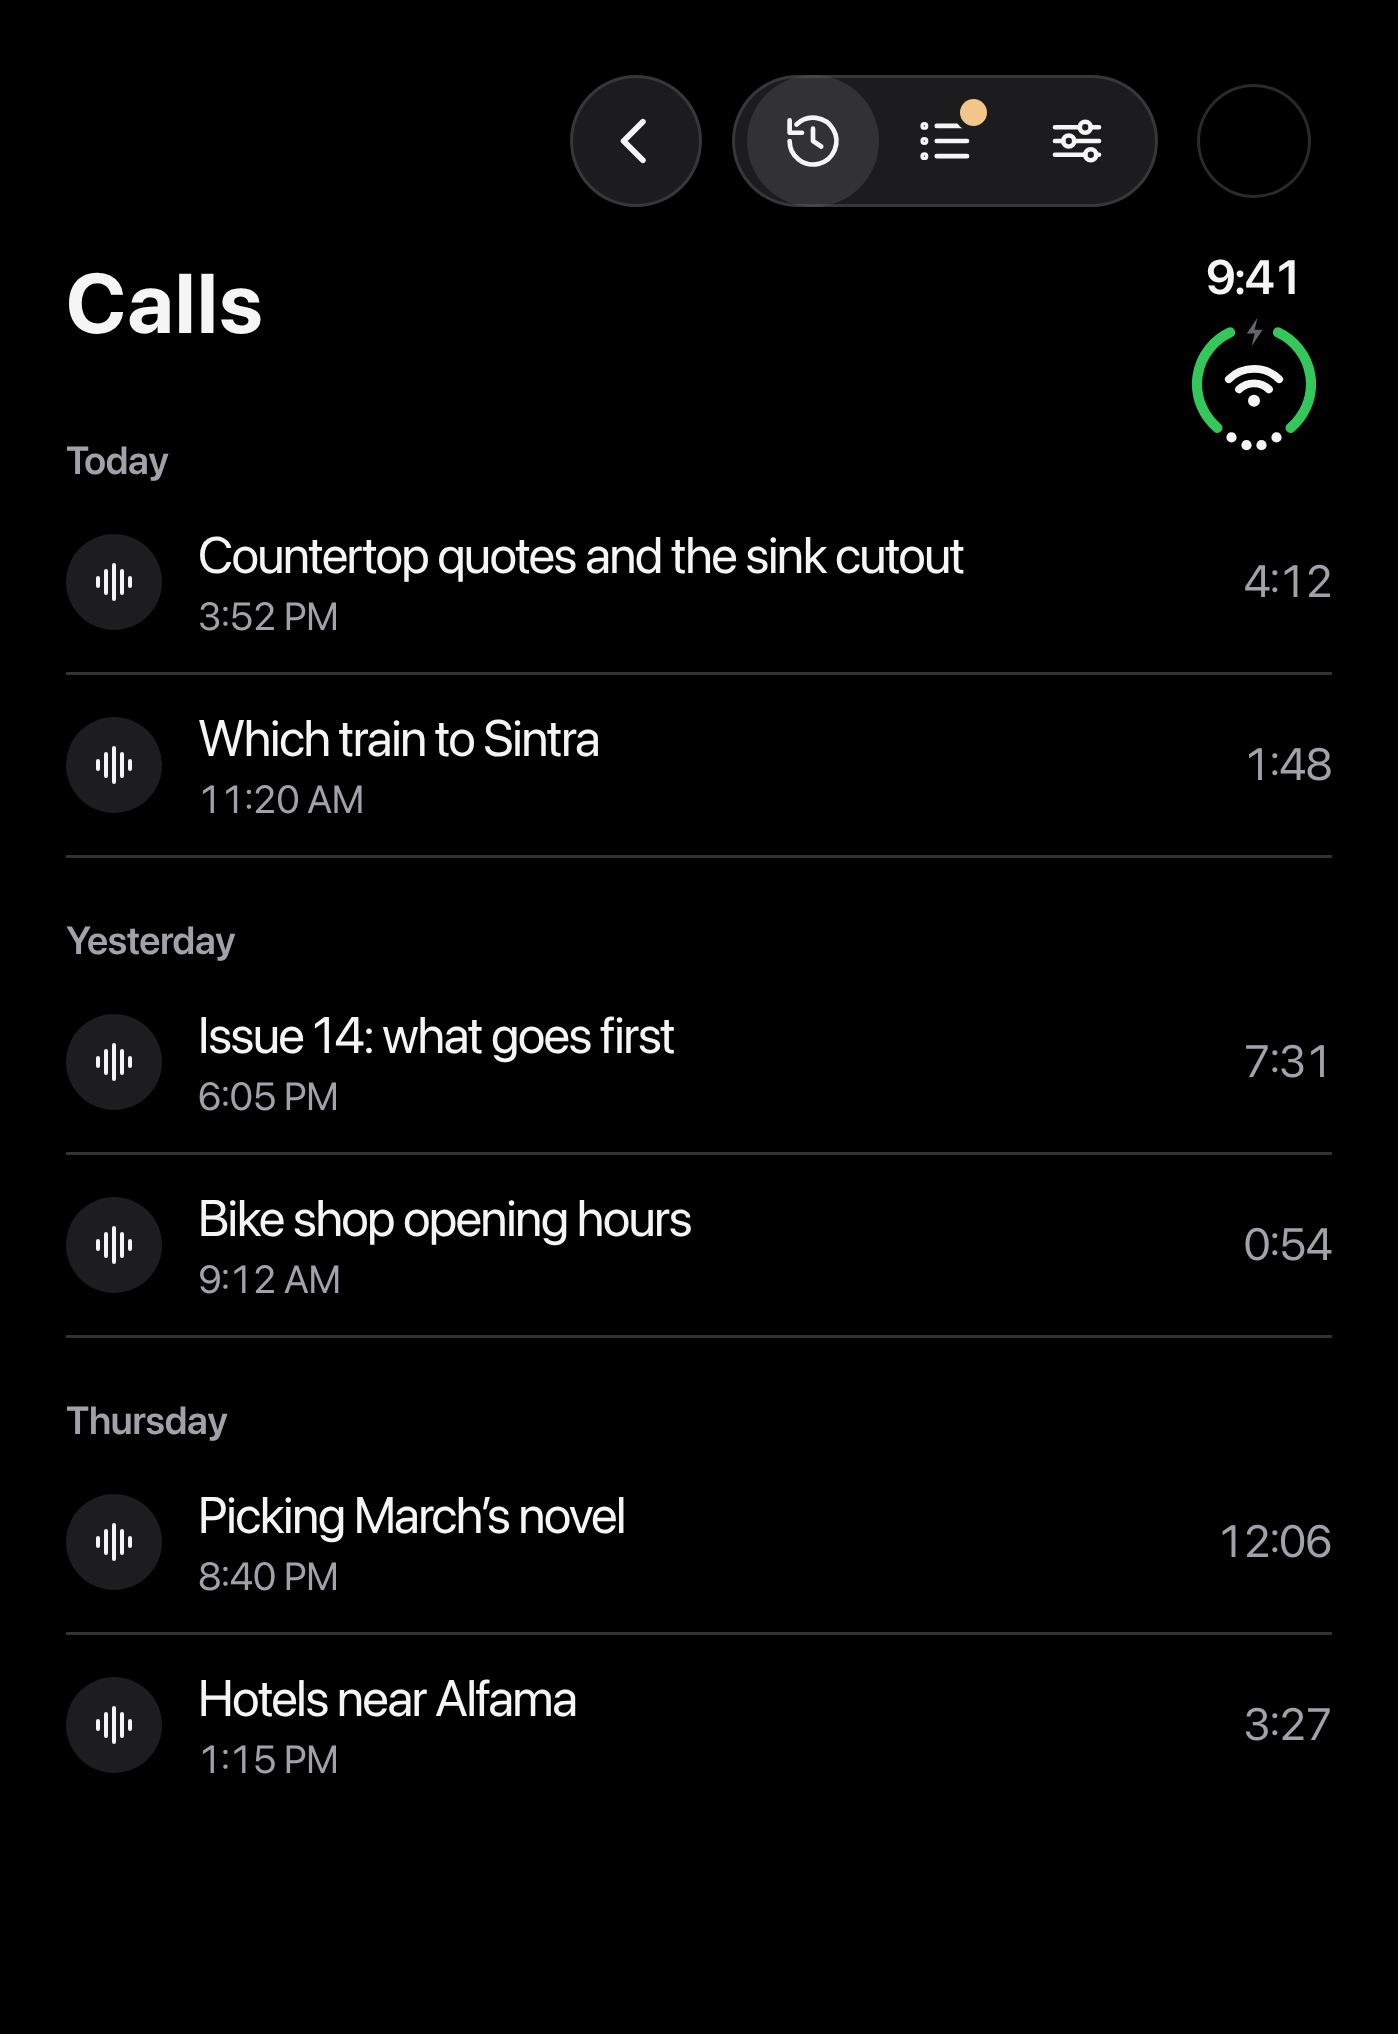 Calls
9:41
Today
Countertop quotes and the sink cutout
3:52 PM
4:12
Which train to Sintra
11:20 AM
1:48
Yesterday
Issue 14: what goes first
6:05 PM
7:31
Bike shop opening hours
9:12 AM
0:54
Thursday
Picking March’s novel
8:40 PM
12:06
Hotels near Alfama
1:15 PM
3:27